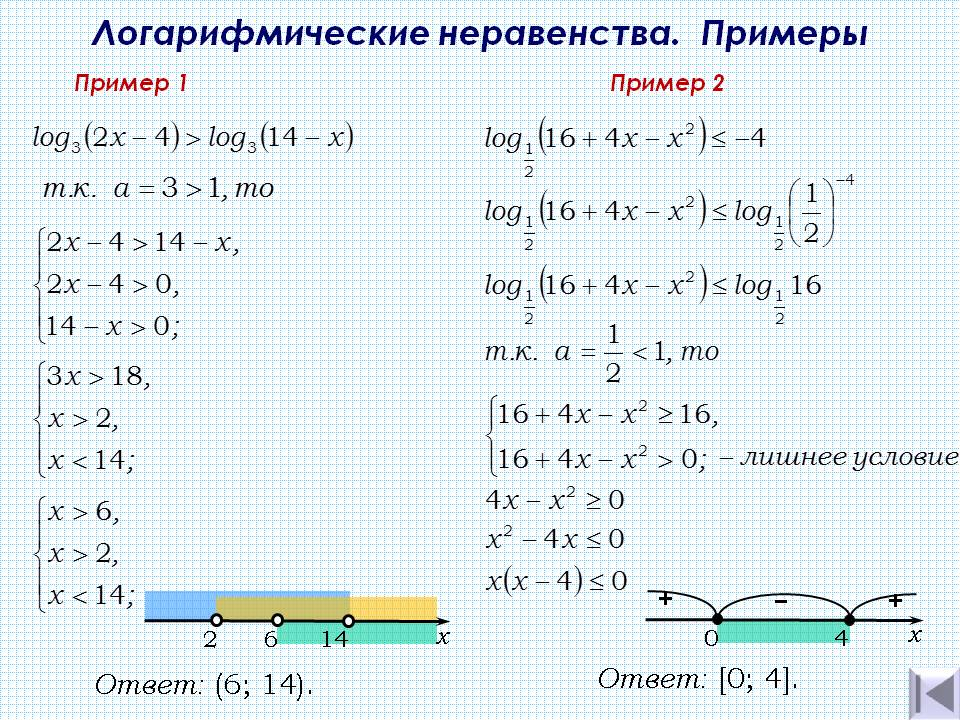 Логарифмические неравенства. Примеры
Пример 1
log₃(2x − 4) > log₃(14 − x)
т.к. a = 3 > 1, то
{2x − 4 > 14 − x,
2x − 4 > 0,
14 − x > 0;
{3x > 18,
x > 2,
x < 14;
{x > 6,
x > 2,
x < 14;
2 6 14 x
Ответ: (6; 14).
Пример 2
log_{1/2}(16 + 4x − x²) ≤ −4
log_{1/2}(16 + 4x − x²) ≤ log_{1/2}(1/2)⁻⁴
log_{1/2}(16 + 4x − x²) ≤ log_{1/2} 16
т.к. a = 1/2 < 1, то
{16 + 4x − x² ≥ 16,
16 + 4x − x² > 0; – лишнее условие
4x − x² ≥ 0
x² − 4x ≤ 0
x(x − 4) ≤ 0
+ − +
0 4 x
Ответ: [0; 4].